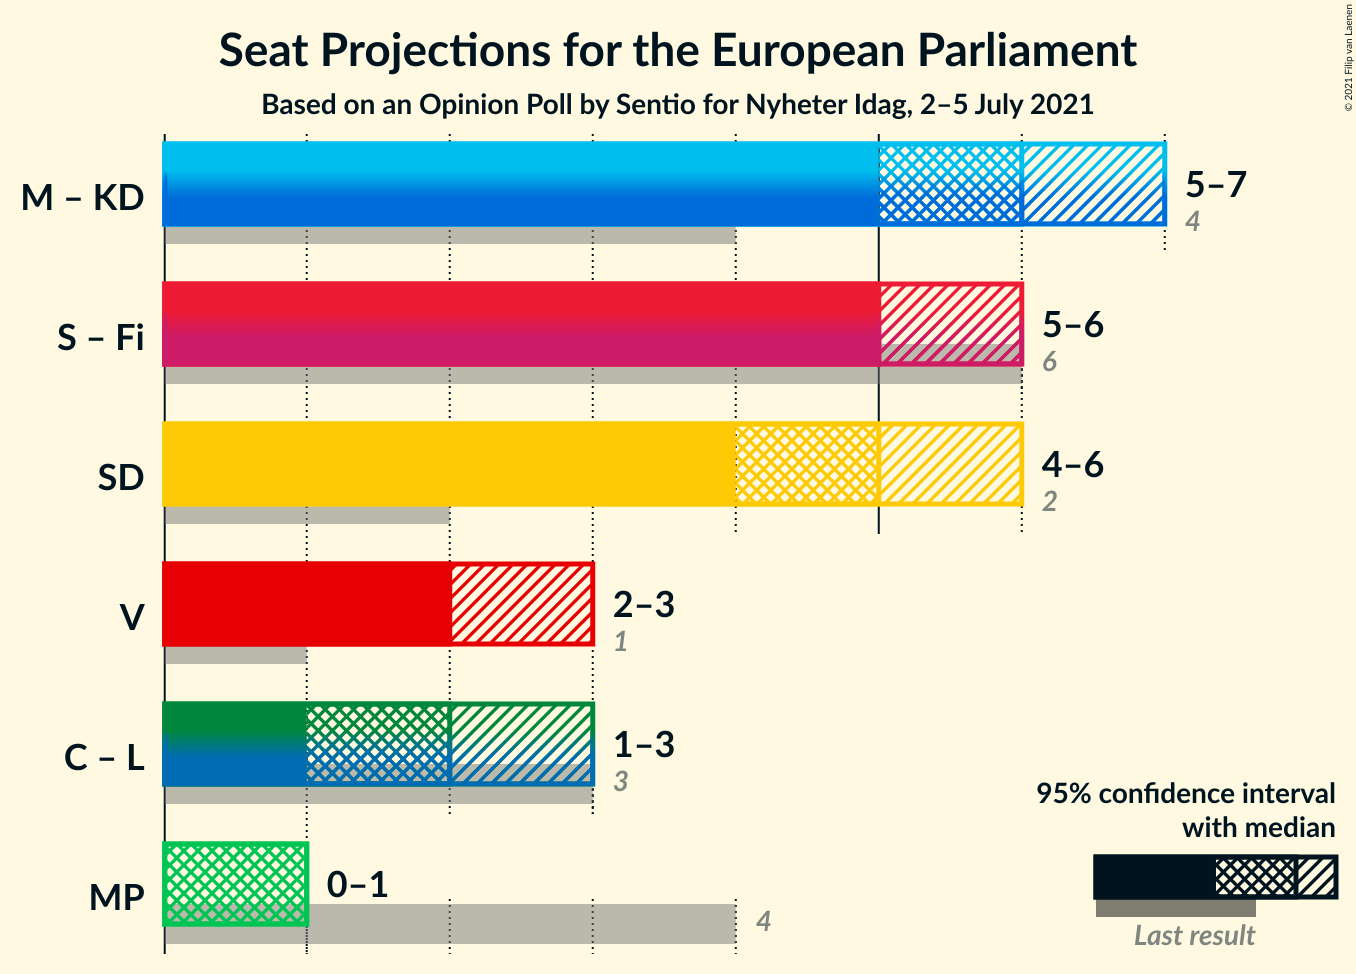 Seat Projections for the European Parliament
Based on an Opinion Poll by Sentio for Nyheter Idag, 2–5 July 2021
© 2021 Filip van Laenen
M – KD
5–7
4
S – Fi
5–6
6
SD
4–6
2
V
2–3
1
C – L
1–3
3
MP
0–1
4
95% confidence interval
with median
Last result